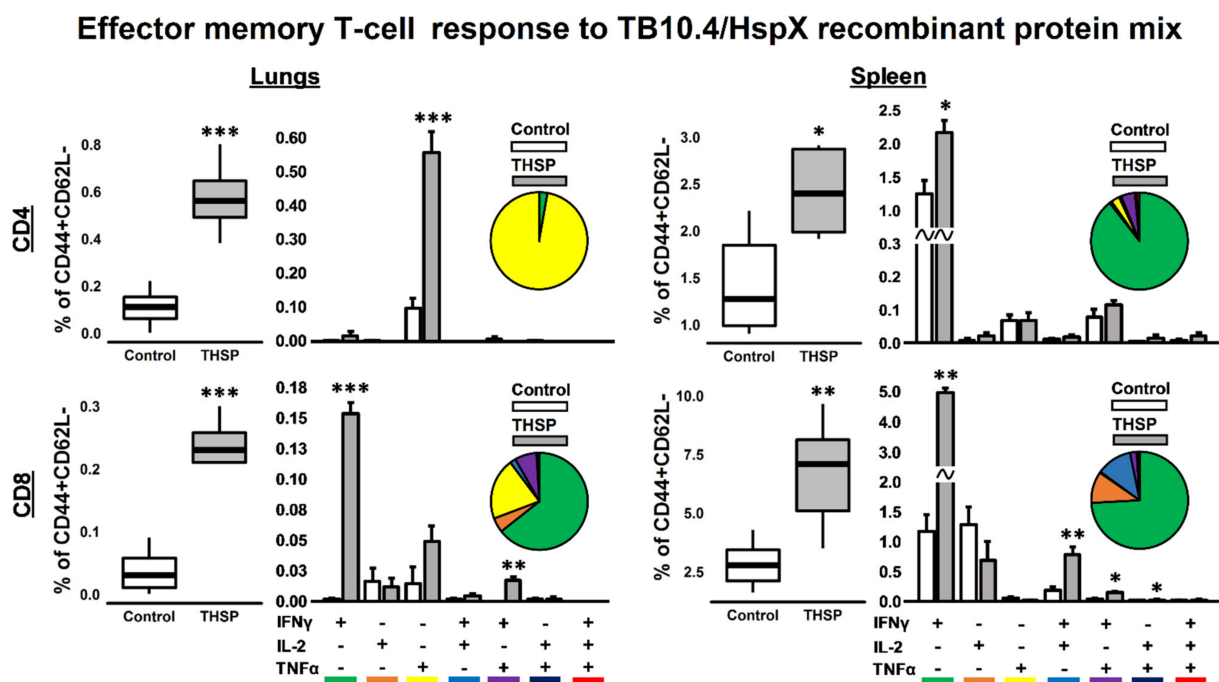 Effector memory T-cell response to TB10.4/HspX recombinant protein mix
Lungs
Spleen
CD4
% of CD44+CD62L-
0.8
0.6
0.4
0.2
0.0
***
Control THSP
0.60
0.50
0.40
0.30
0.20
0.10
0.00
***
Control
THSP
% of CD44+CD62L-
3.0
2.5
2.0
1.5
1.0
*
Control THSP
2.5
2.0
1.5
1.0
0.3
0.2
0.1
0.0
*
Control
THSP
CD8
% of CD44+CD62L-
0.3
0.2
0.1
0.0
***
Control THSP
0.18
0.15
0.13
0.10
0.08
0.05
0.03
0.00
***
**
Control
THSP
% of CD44+CD62L-
10.0
7.5
5.0
2.5
**
Control THSP
5.0
4.0
3.0
2.0
1.5
1.0
0.5
0.0
**
**
*
*
Control
THSP
IFNγ + - - + + - + + - - + + - +
IL-2 - + - + - + + - + - + - + +
TNFα - - + - + + + - - + - + + +